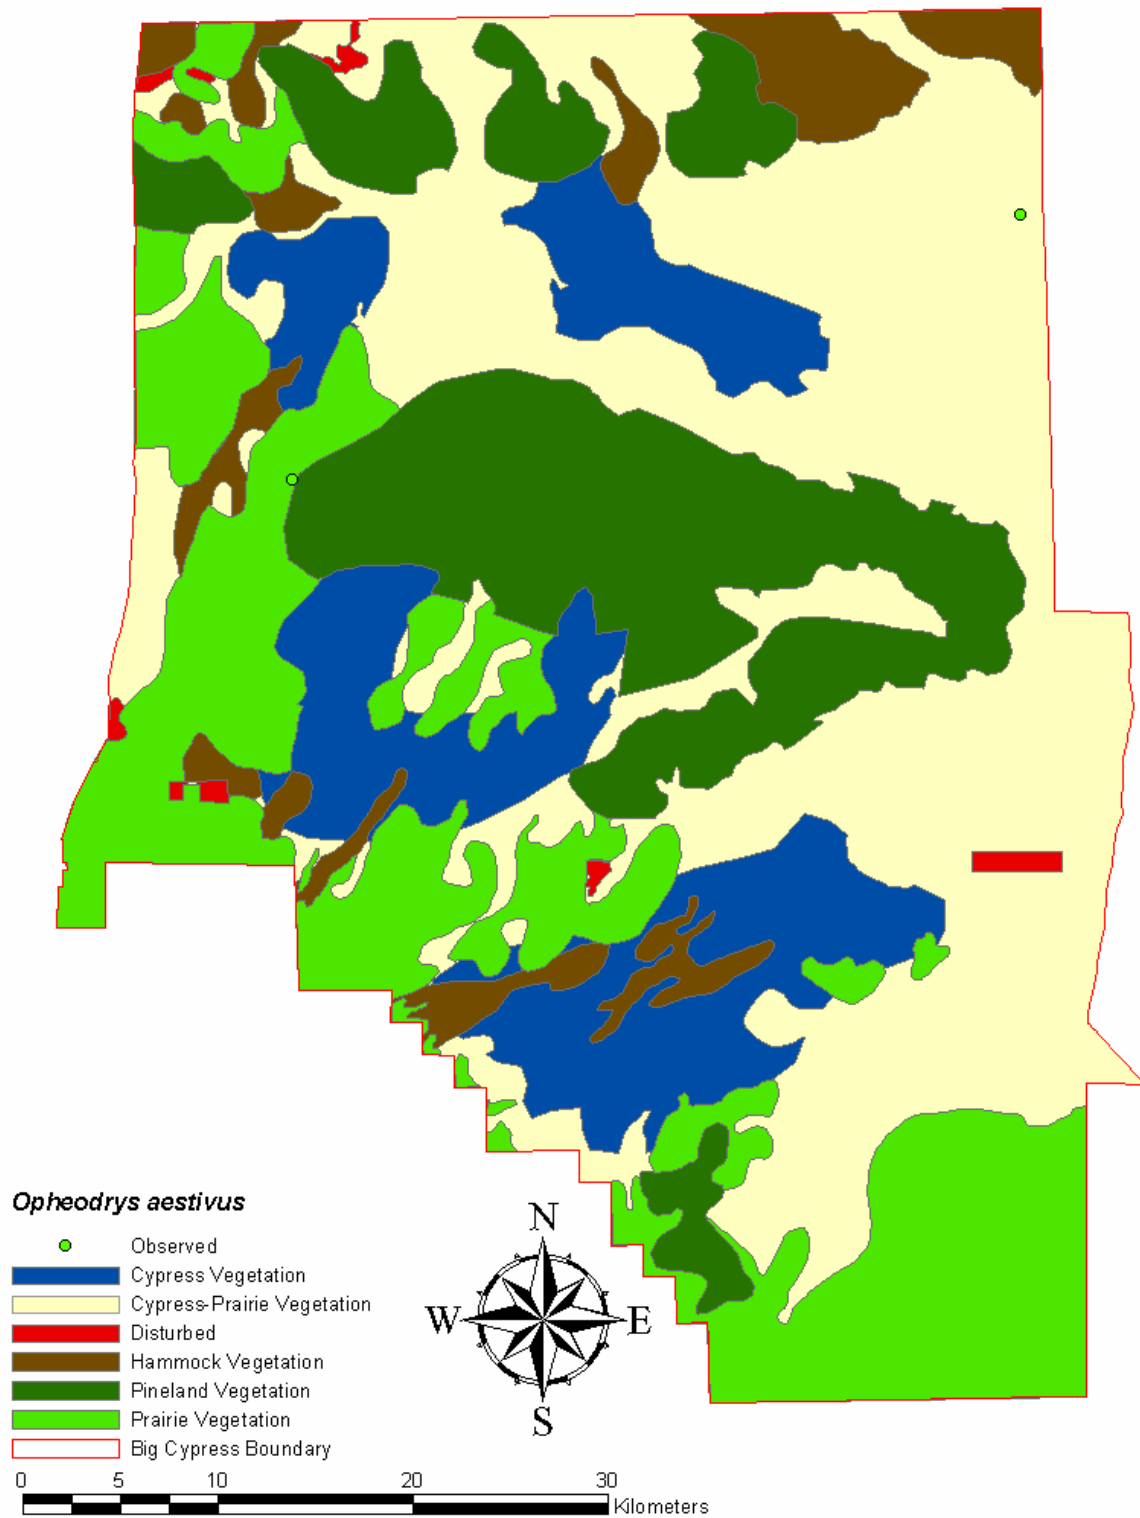 Opheodrys aestivus
Observed
Cypress Vegetation
Cypress-Prairie Vegetation
Disturbed
Hammock Vegetation
Pineland Vegetation
Prairie Vegetation
Big Cypress Boundary
N
W E
S
0 5 10 20 30
Kilometers